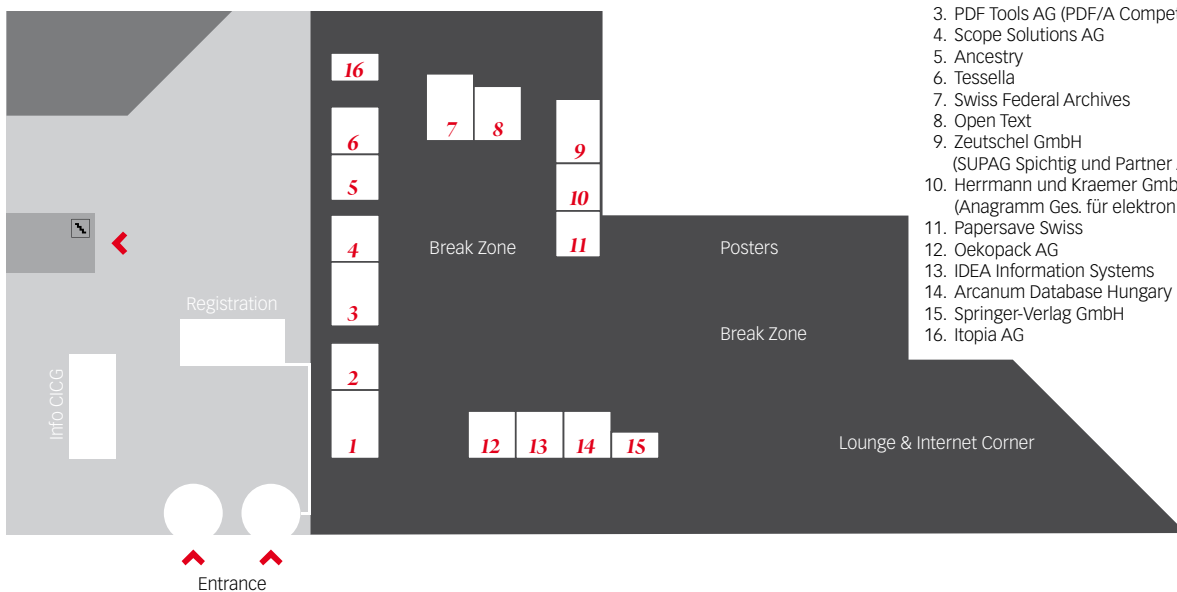 3. PDF Tools AG (PDF/A Compe
4. Scope Solutions AG
5. Ancestry
6. Tessella
7. Swiss Federal Archives
8. Open Text
9. Zeutschel GmbH
(SUPAG Spichtig und Partner
10. Herrmann und Kraemer Gmb
(Anagramm Ges. für elektron
11. Papersave Swiss
12. Oekopack AG
13. IDEA Information Systems
14. Arcanum Database Hungary
15. Springer-Verlag GmbH
16. Itopia AG
16
7
8
6
9
5
10
4
Break Zone
11
Posters
Registration
3
Break Zone
2
Info CICG
1
12
13
14
15
Lounge & Internet Corner
Entrance